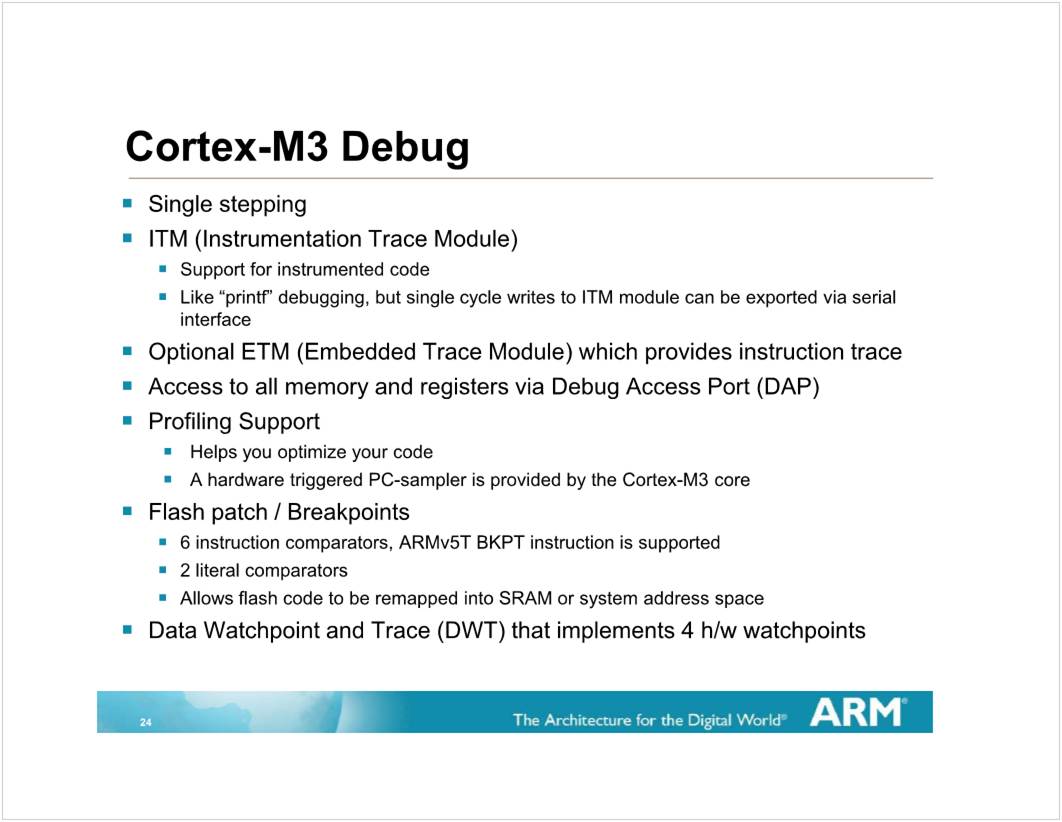 Cortex-M3 Debug
Single stepping
ITM (Instrumentation Trace Module)
Support for instrumented code
Like “printf” debugging, but single cycle writes to ITM module can be exported via serial
interface
Optional ETM (Embedded Trace Module) which provides instruction trace
Access to all memory and registers via Debug Access Port (DAP)
Profiling Support
Helps you optimize your code
A hardware triggered PC-sampler is provided by the Cortex-M3 core
Flash patch / Breakpoints
6 instruction comparators, ARMv5T BKPT instruction is supported
2 literal comparators
Allows flash code to be remapped into SRAM or system address space
Data Watchpoint and Trace (DWT) that implements 4 h/w watchpoints
24
The Architecture for the Digital World®
ARM®